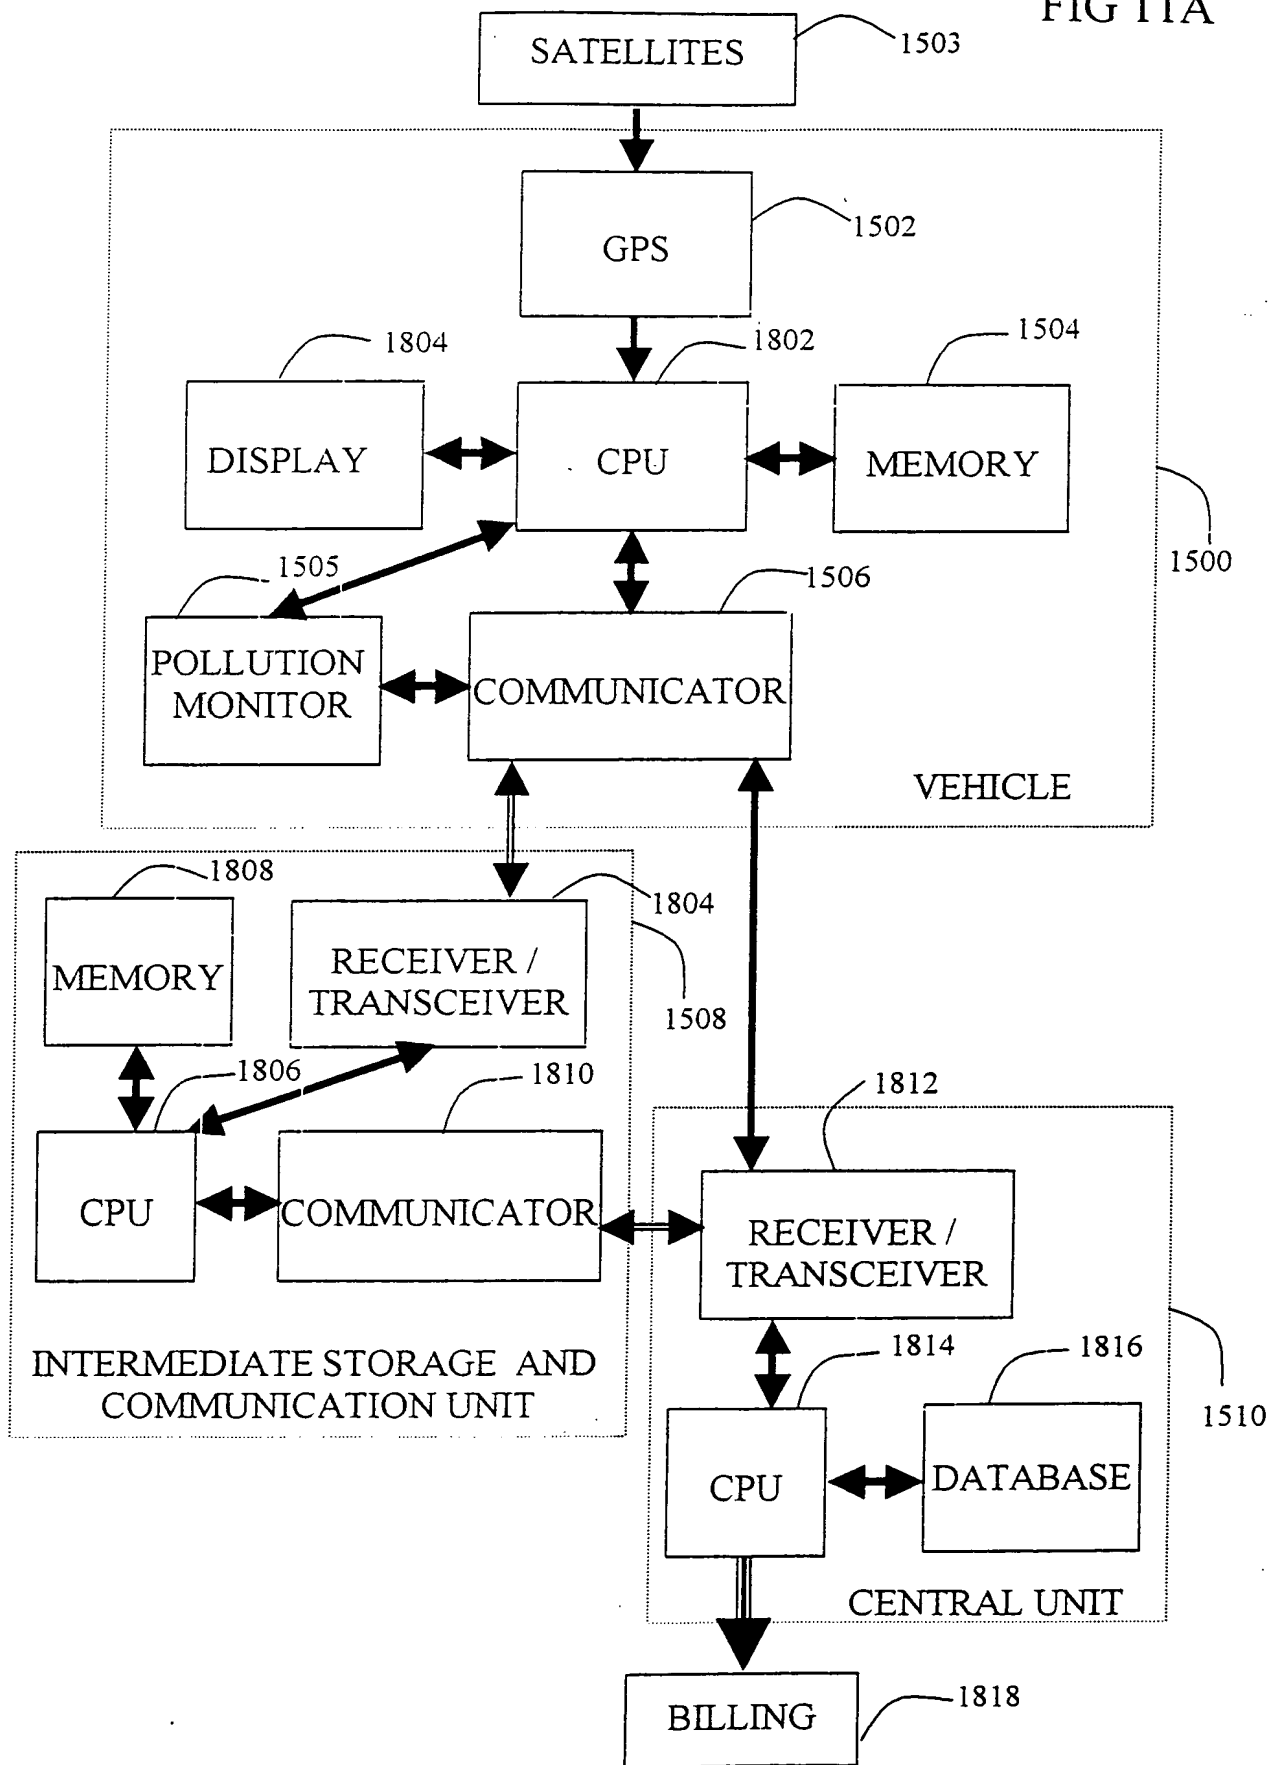 FIG 11A
SATELLITES
1503
GPS
1502
1804
1802
1504
DISPLAY
CPU
MEMORY
1500
1505
1506
POLLUTION
MONITOR
COMMUNICATOR
VEHICLE
1808
1804
MEMORY
RECEIVER /
TRANSCEIVER
1508
1806
1810
1812
CPU
COMMUNICATOR
RECEIVER /
TRANSCEIVER
INTERMEDIATE STORAGE AND
COMMUNICATION UNIT
1814
1816
1510
CPU
DATABASE
CENTRAL UNIT
BILLING
1818